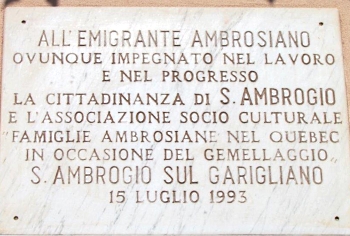 ALL'EMIGRANTE AMBROSIANO
OVUNQUE IMPEGNATO NEL LAVORO
E NEL PROGRESSO
LA CITTADINANZA DI S. AMBROGIO
E L'ASSOCIAZIONE SOCIO CULTURALE
"FAMIGLIE AMBROSIANE NEL QUEBEC
IN OCCASIONE DEL GEMELLAGGIO„
S. AMBROGIO SUL GARIGLIANO
15 LUGLIO 1993